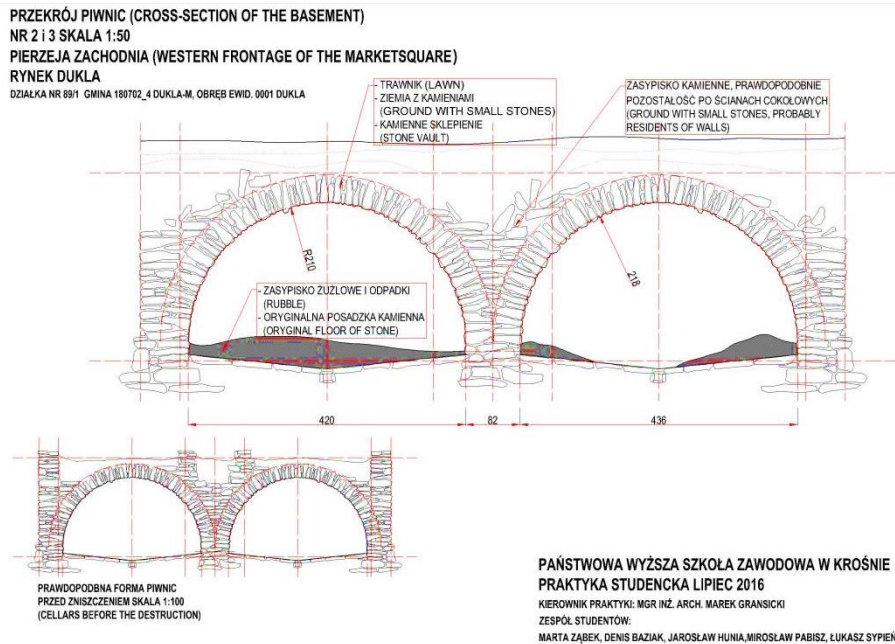 PRZEKRÓJ PIWNIC (CROSS-SECTION OF THE BASEMENT)
NR 2 i 3 SKALA 1:50
PIERZEJA ZACHODNIA (WESTERN FRONTAGE OF THE MARKETSQUARE)
RYNEK DUKLA
DZIAŁKA NR 89/1 GMINA 180702_4 DUKLA-M, OBRĘB EWID. 0001 DUKLA
- TRAWNIK (LAWN)
- ZIEMIA Z KAMIENIAMI
(GROUND WITH SMALL STONES)
- KAMIENNE SKLEPIENIE
(STONE VAULT)
ZASYPISKO KAMIENNE, PRAWDOPODOBNIE
POZOSTAŁOŚĆ PO ŚCIANACH COKOŁOWYCH
(GROUND WITH SMALL STONES, PROBABLY
RESIDENTS OF WALLS)
R210
218
- ZASYPISKO ŻUŻLOWE I ODPADKI
(RUBBLE)
- ORYGINALNA POSADZKA KAMIENNA
(ORYGINAL FLOOR OF STONE)
420
82
436
PRAWDOPODBNA FORMA PIWNIC
PRZED ZNISZCZENIEM SKALA 1:100
(CELLARS BEFORE THE DESTRUCTION)
PAŃSTWOWA WYŻSZA SZKOŁA ZAWODOWA W KROŚNIE
PRAKTYKA STUDENCKA LIPIEC 2016
KIEROWNIK PRAKTYKI: MGR INŻ. ARCH. MAREK GRANSICKI
ZESPÓŁ STUDENTÓW:
MARTA ZĄBEK, DENIS BAZIAK, JAROSŁAW HUNIA,MIROSŁAW PABISZ, ŁUKASZ SYPIEŃ